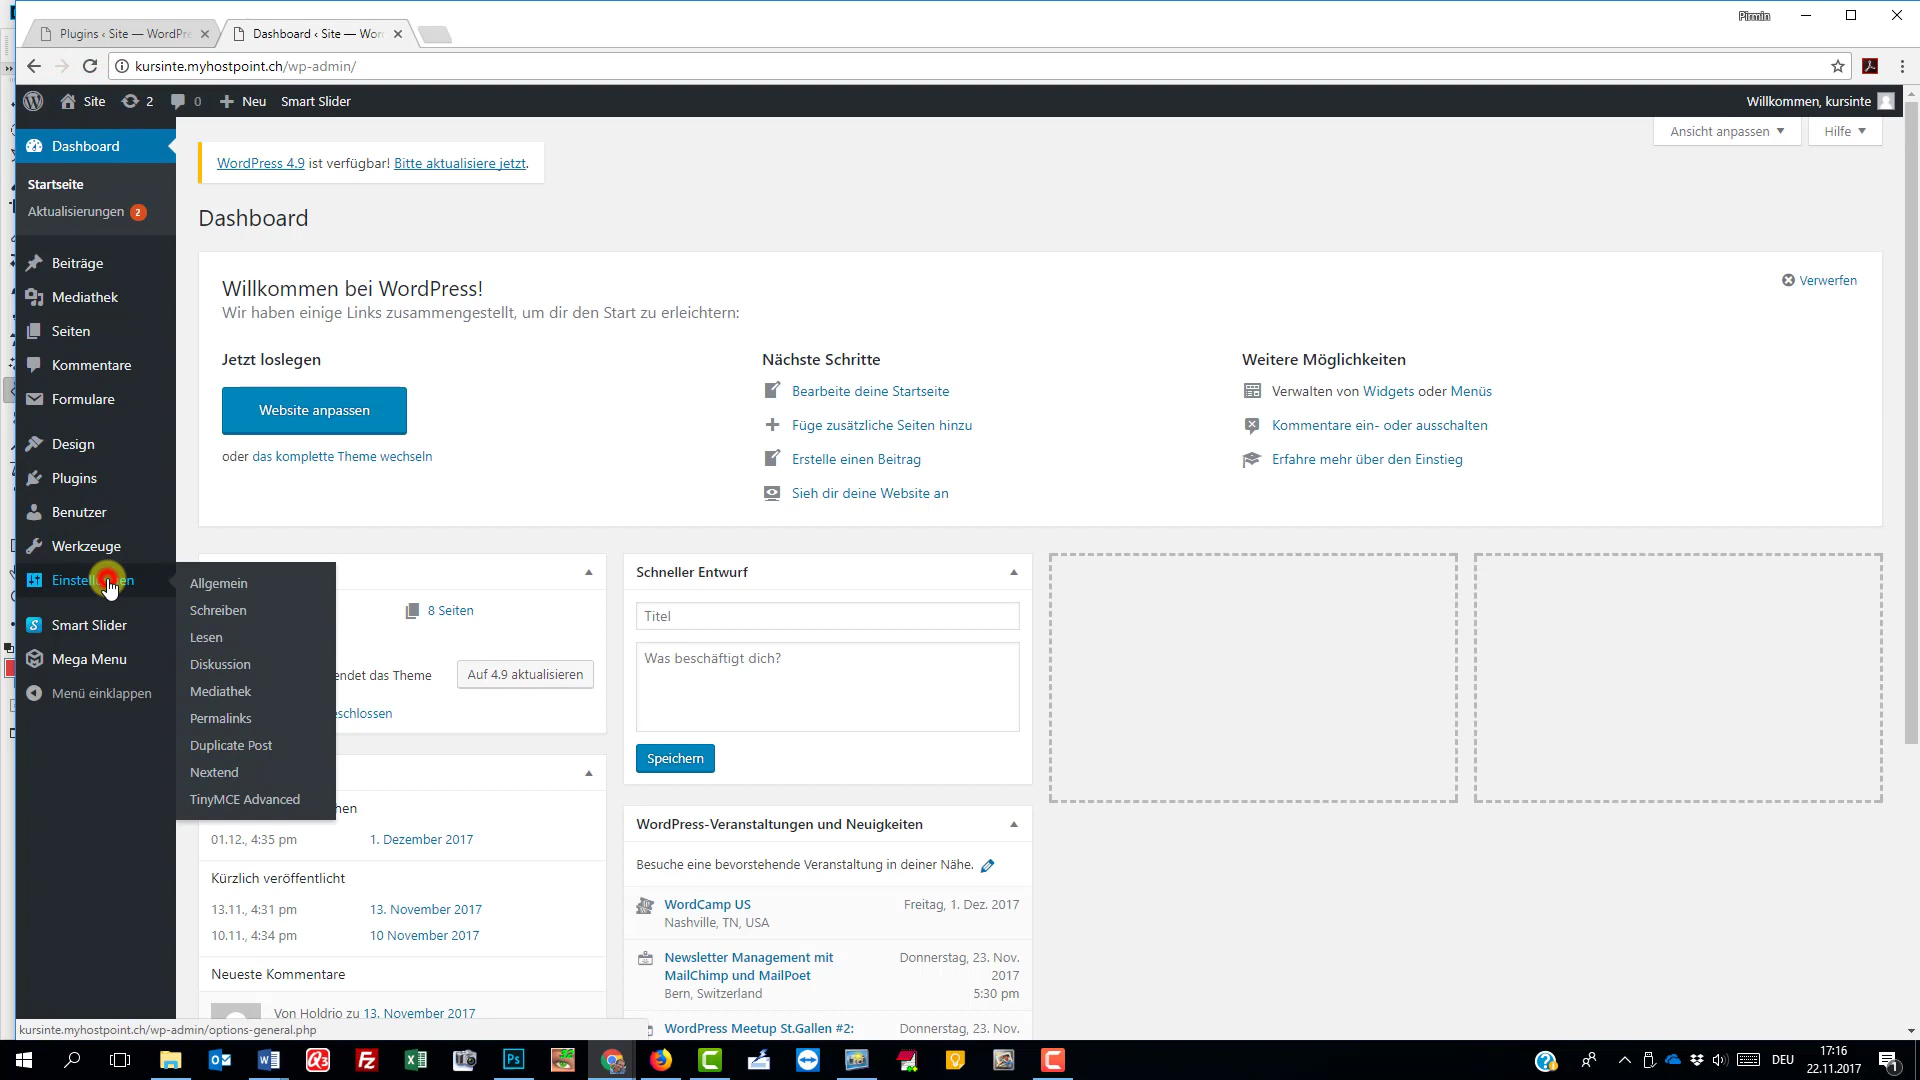 Pirmin
Plugins ‹ Site — WordPre
Dashboard ‹ Site — Wor
kursinte.myhostpoint.ch/wp-admin/
Site
2
0
Neu
Smart Slider
Willkommen, kursinte
Dashboard
Startseite
Aktualisierungen 2
Beiträge
Mediathek
Seiten
Kommentare
Formulare
Design
Plugins
Benutzer
Werkzeuge
Smart Slider
Mega Menu
Menü einklappen
Allgemein
Schreiben
Lesen
Diskussion
Mediathek
Permalinks
Duplicate Post
Nextend
TinyMCE Advanced
Ansicht anpassen
Hilfe
WordPress 4.9 ist verfügbar! Bitte aktualisiere jetzt.
Dashboard
Willkommen bei WordPress!
Wir haben einige Links zusammengestellt, um dir den Start zu erleichtern:
Verwerfen
Jetzt loslegen
Website anpassen
oder das komplette Theme wechseln
Nächste Schritte
Bearbeite deine Startseite
Füge zusätzliche Seiten hinzu
Erstelle einen Beitrag
Sieh dir deine Website an
Weitere Möglichkeiten
Verwalten von Widgets oder Menüs
Kommentare ein- oder ausschalten
Erfahre mehr über den Einstieg
8 Seiten
ndet das Theme
Auf 4.9 aktualisieren
schlossen
hen
01.12., 4:35 pm 1. Dezember 2017
Kürzlich veröffentlicht
13.11., 4:31 pm 13. November 2017
10.11., 4:34 pm 10 November 2017
Neueste Kommentare
Von Holdrio zu 13. November 2017
Schneller Entwurf
Titel
Was beschäftigt dich?
Speichern
WordPress-Veranstaltungen und Neuigkeiten
Besuche eine bevorstehende Veranstaltung in deiner Nähe.
WordCamp US Freitag, 1. Dez. 2017
Nashville, TN, USA
Newsletter Management mit Donnerstag, 23. Nov.
MailChimp und MailPoet 2017
Bern, Switzerland 5:30 pm
WordPress Meetup St.Gallen #2: Donnerstag, 23. Nov.
kursinte.myhostpoint.ch/wp-admin/options-general.php
DEU
17:16
22.11.2017
1